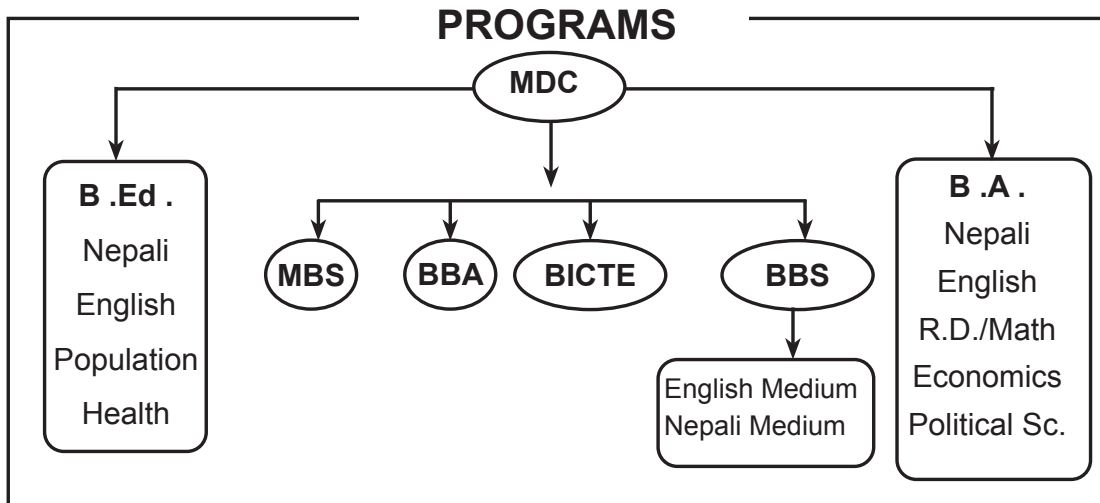 PROGRAMS
MDC
B .Ed .
Nepali
English
Population
Health
MBS
BBA
BICTE
BBS
English Medium
Nepali Medium
B .A .
Nepali
English
R.D./Math
Economics
Political Sc.